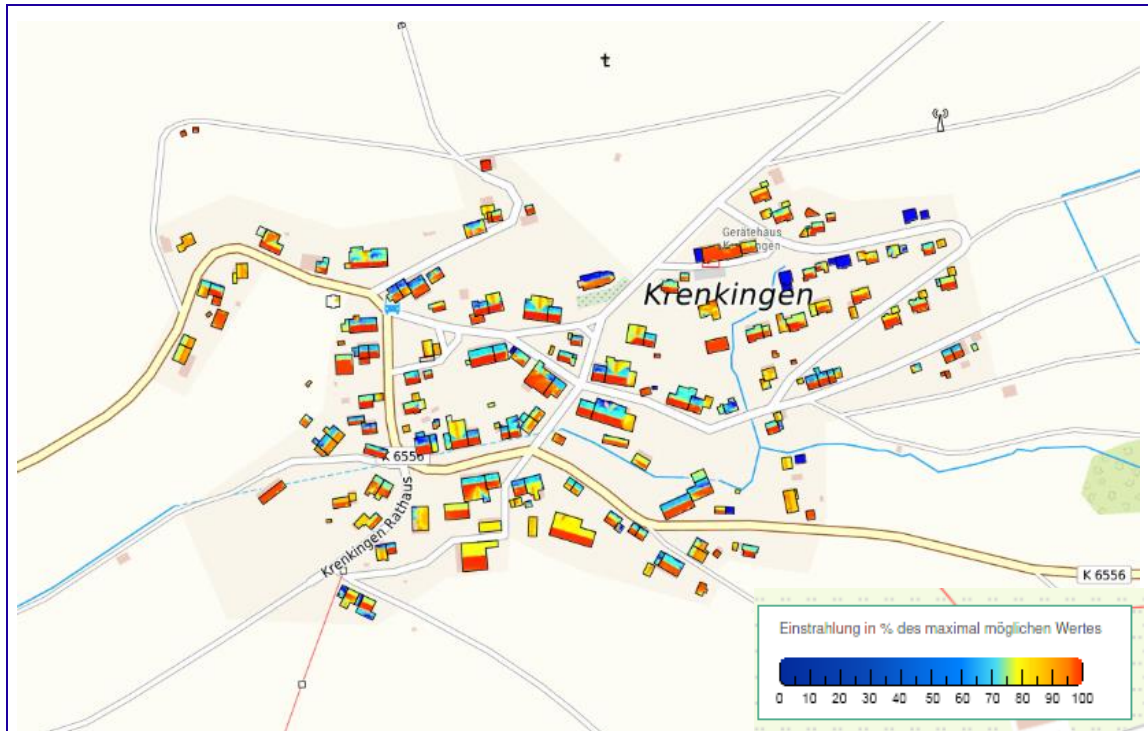 t
Gerätehaus
Krenkingen
Krenkingen
K 6556
Krenkingen Rathaus
K 6556
Einstrahlung in % des maximal möglichen Wertes
0 10 20 30 40 50 60 70 80 90 100